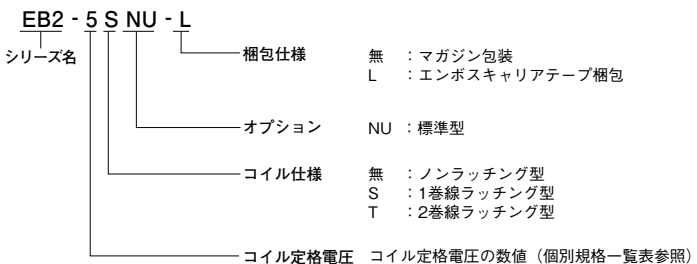 EB2 - 5 S NU - L
シリーズ名
梱包仕様 無 :マガジン包装
L :エンボスキャリアテープ梱包
オプション NU :標準型
コイル仕様 無 :ノンラッチング型
S :1巻線ラッチング型
T :2巻線ラッチング型
コイル定格電圧 コイル定格電圧の数値(個別規格一覧表参照)